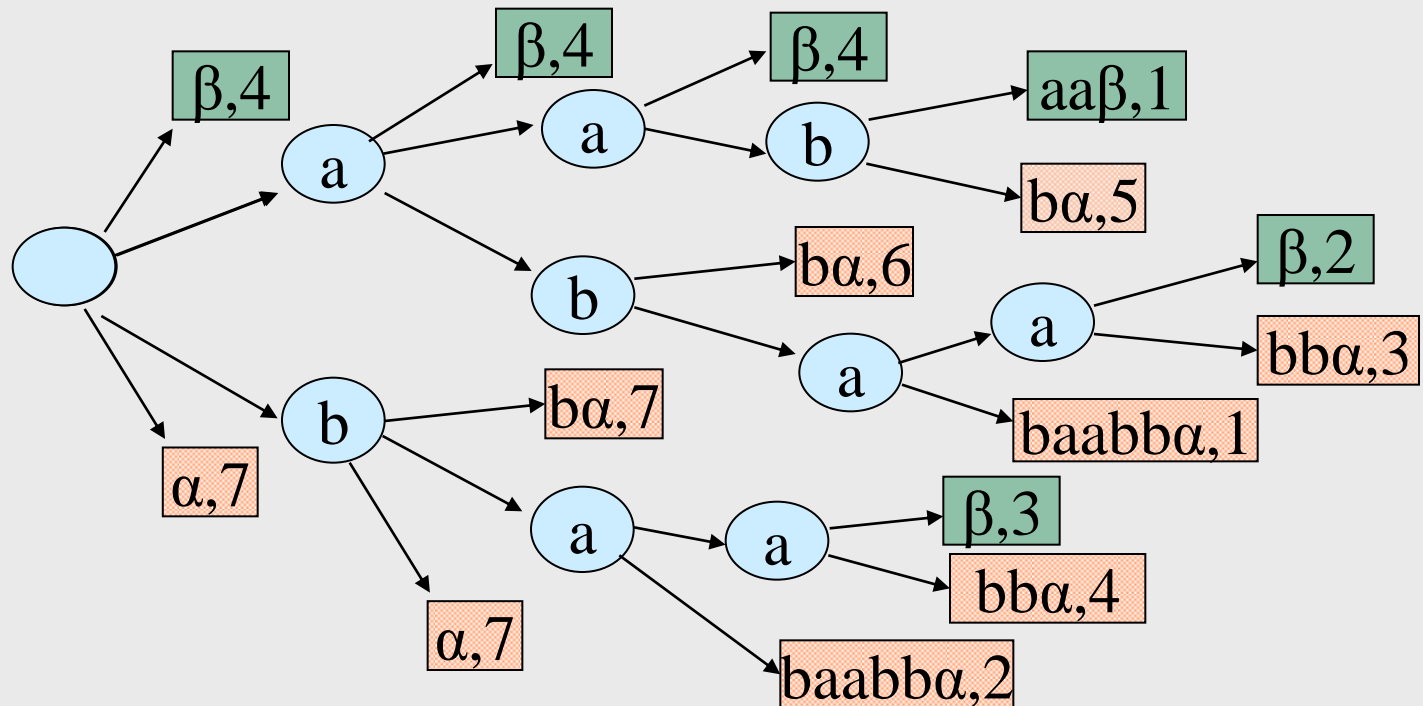 β,4
β,4
β,4
aaβ,1
a
a
b
bα,5
bα,6
β,2
b
a
bbα,3
a
baabbα,1
bα,7
b
α,7
β,3
a
a
bbα,4
α,7
baabbα,2